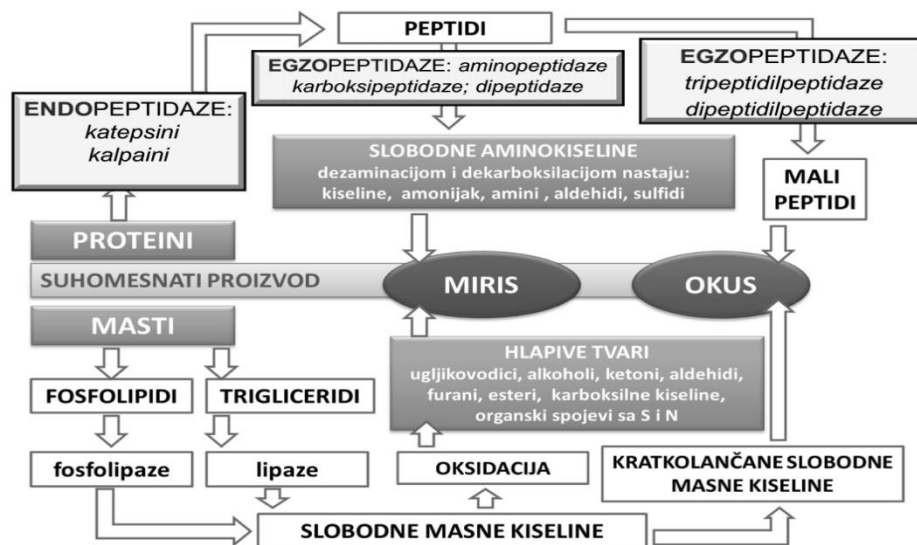 PEPTIDI
EGZOPEPTIDAZE: aminopeptidaze
karboksipeptidaze; dipeptidaze
EGZOPEPTIDAZE:
tripeptidilpeptidaze
dipeptidilpeptidaze
ENDOPEPTIDAZE:
katepsini
kalpaini
SLOBODNE AMINOKISELINE
dezaminacijom i dekarboksilacijom nastaju:
kiseline, amonijak, amini , aldehidi, sulfidi
MALI
PEPTIDI
PROTEINI
SUHOMESNATI PROIZVOD
MIRIS
OKUS
MASTI
HLAPIVE TVARI
ugljikovodici, alkoholi, ketoni, aldehidi,
furani, esteri, karboksilne kiseline,
organski spojevi sa S i N
FOSFOLIPIDI
TRIGLICERIDI
fosfolipaze
lipaze
OKSIDACIJA
KRATKOLANČANE SLOBODNE
MASNE KISELINE
SLOBODNE MASNE KISELINE